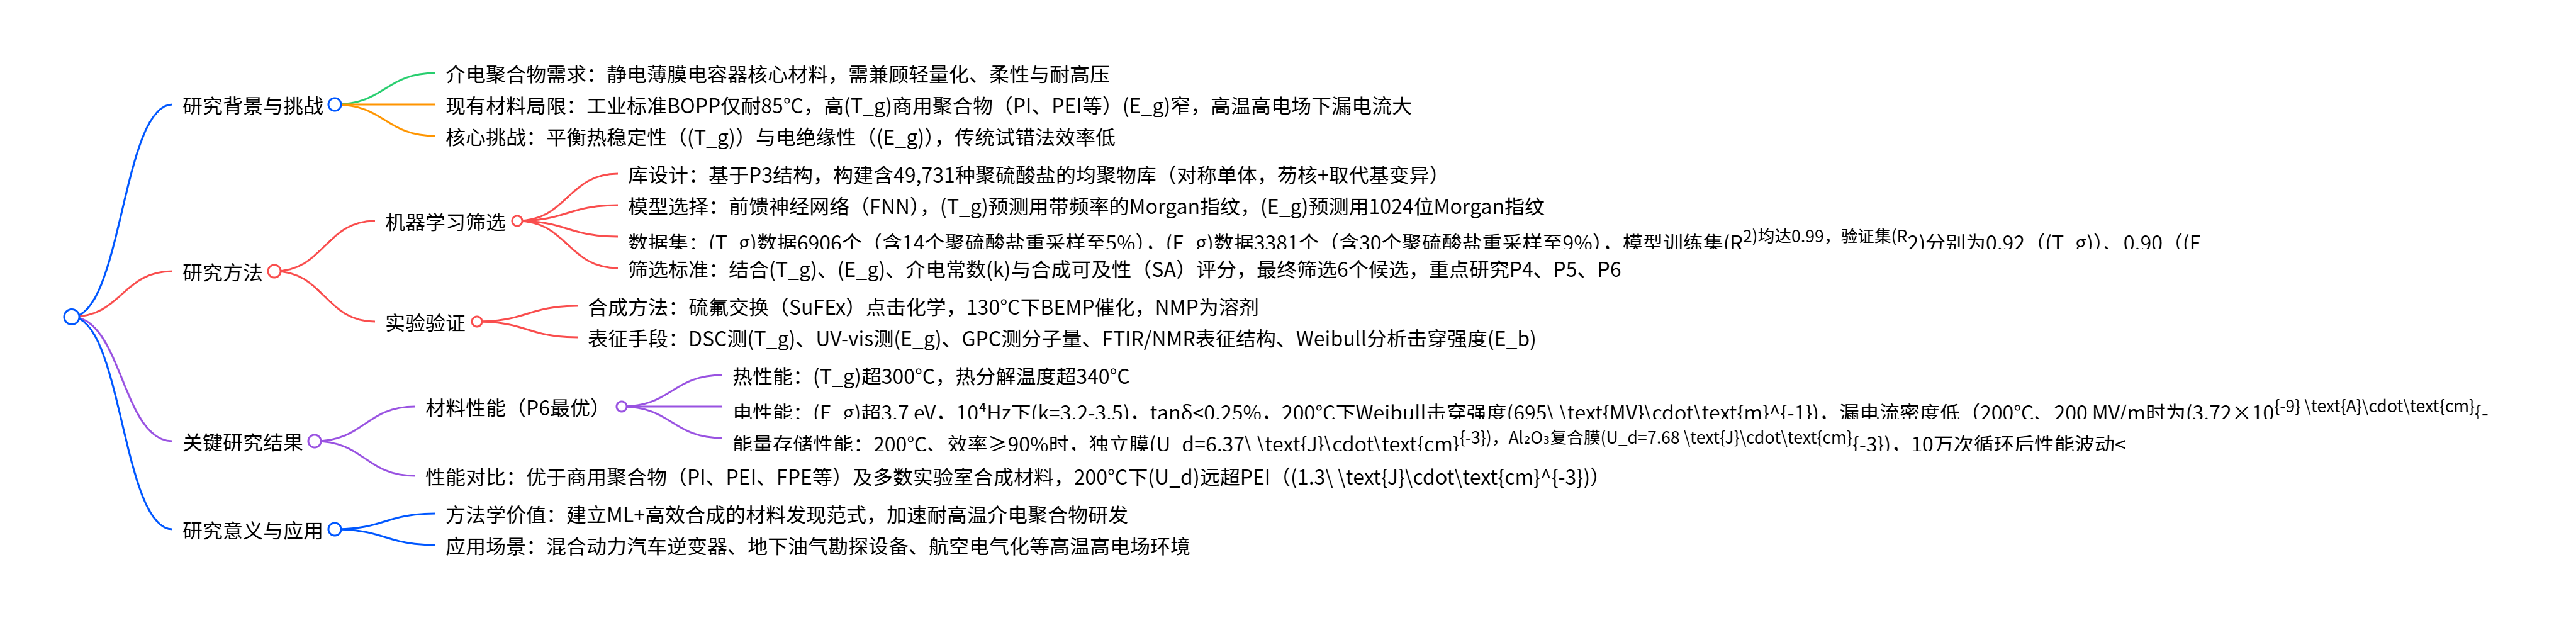 研究背景与挑战
介电聚合物需求：静电薄膜电容器核心材料，需兼顾轻量化、柔性与耐高压
现有材料局限：工业标准BOPP仅耐85℃，高(T_g)商用聚合物（PI、PEI等）(E_g)窄，高温高电场下漏电流大
核心挑战：平衡热稳定性（(T_g)）与电绝缘性（(E_g)），传统试错法效率低
研究方法
机器学习筛选
库设计：基于P3结构，构建含49,731种聚硫酸盐的均聚物库（对称单体，芴核+取代基变异）
模型选择：前馈神经网络（FNN），(T_g)预测用带频率的Morgan指纹，(E_g)预测用1024位Morgan指纹
数据集：(T_g)数据6906个（含14个聚硫酸盐重采样至5%），(E_g)数据3381个（含30个聚硫酸盐重采样至9%），模型训练集(R2)均达0.99，验证集(R2)分别为0.92（(T_g)）、0.90（(E
筛选标准：结合(T_g)、(E_g)、介电常数(k)与合成可及性（SA）评分，最终筛选6个候选，重点研究P4、P5、P6
实验验证
合成方法：硫氟交换（SuFEx）点击化学，130℃下BEMP催化，NMP为溶剂
表征手段：DSC测(T_g)、UV-vis测(E_g)、GPC测分子量、FTIR/NMR表征结构、Weibull分析击穿强度(E_b)
关键研究结果
材料性能（P6最优）
热性能：(T_g)超300℃，热分解温度超340℃
电性能：(E_g)超3.7 eV，10⁴Hz下(k=3.2-3.5)，tanδ<0.25%，200℃下Weibull击穿强度(695\ \text{MV}\cdot\text{m}^{-1})，漏电流密度低（200℃、200 MV/m时为(3.72×10{-9} \text{A}\cdot\text{cm}{-
能量存储性能：200℃、效率≥90%时，独立膜(U_d=6.37\ \text{J}\cdot\text{cm}{-3})，Al₂O₃复合膜(U_d=7.68 \text{J}\cdot\text{cm}{-3})，10万次循环后性能波动<
性能对比：优于商用聚合物（PI、PEI、FPE等）及多数实验室合成材料，200℃下(U_d)远超PEI（(1.3\ \text{J}\cdot\text{cm}^{-3})）
研究意义与应用
方法学价值：建立ML+高效合成的材料发现范式，加速耐高温介电聚合物研发
应用场景：混合动力汽车逆变器、地下油气勘探设备、航空电气化等高温高电场环境